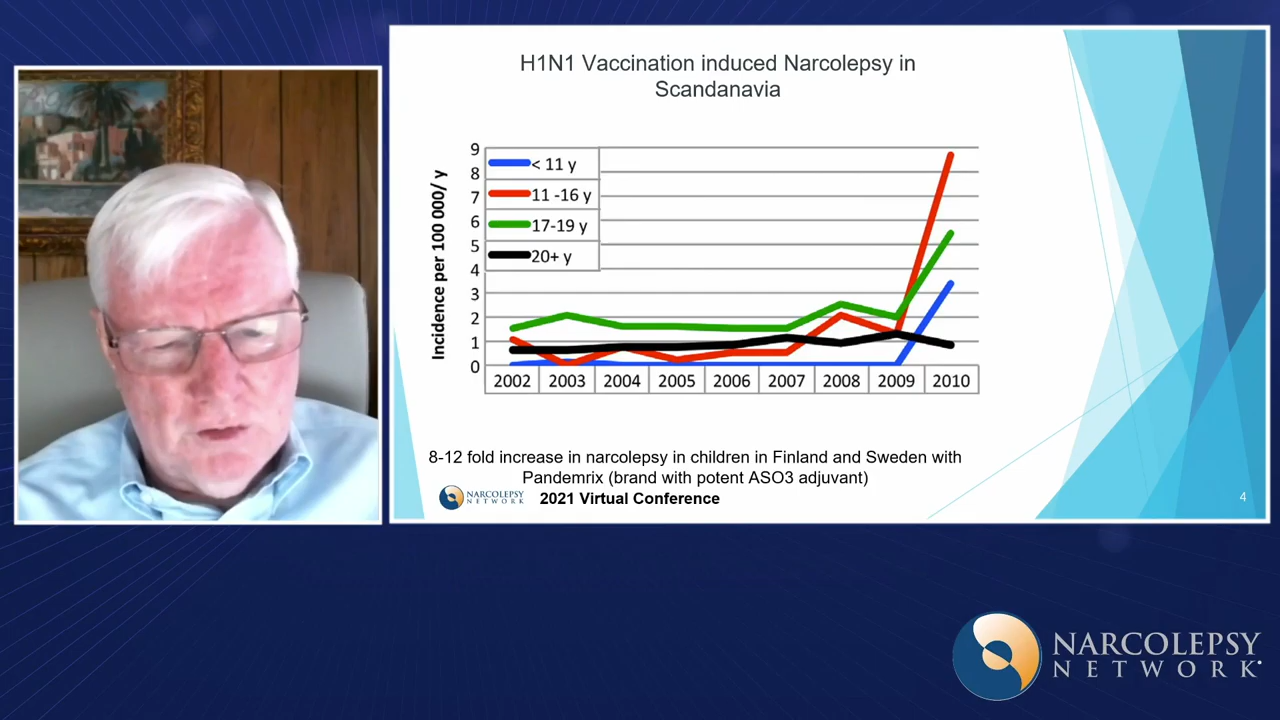 H1N1 Vaccination induced Narcolepsy in
Scandanavia
Incidence per 100 000/ y
9
8
7
6
5
4
3
2
1
0
< 11 y
11 -16 y
17-19 y
20+ y
2002 2003 2004 2005 2006 2007 2008 2009 2010
8-12 fold increase in narcolepsy in children in Finland and Sweden with
Pandemrix (brand with potent ASO3 adjuvant)
NARCOLEPSY
NETWORK
2021 Virtual Conference
4
NARCOLEPSY
NETWORK